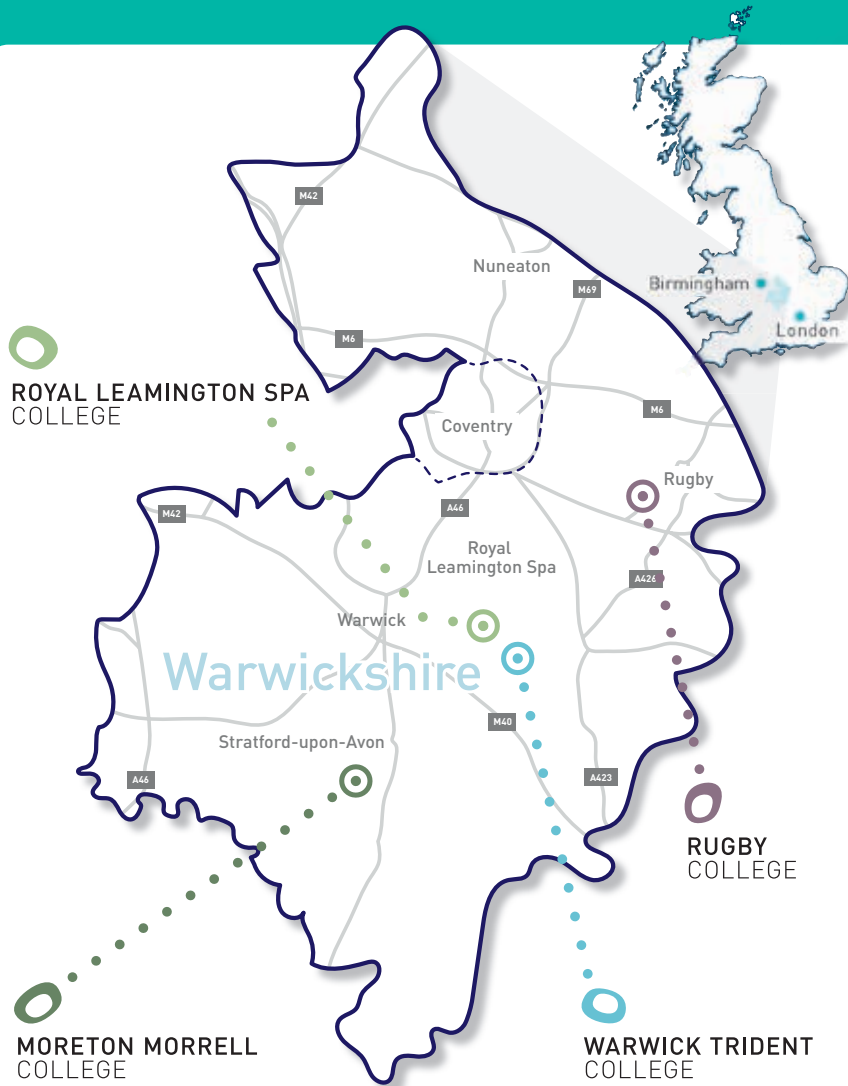 M42
Nuneaton
M69
Birmingham
London
M6
ROYAL LEAMINGTON SPA
COLLEGE
M6
Coventry
Rugby
M42
A46
Royal
Leamington Spa
A426
Warwick
Warwickshire
M40
Stratford-upon-Avon
A46
A423
RUGBY
COLLEGE
MORETON MORRELL
COLLEGE
WARWICK TRIDENT
COLLEGE